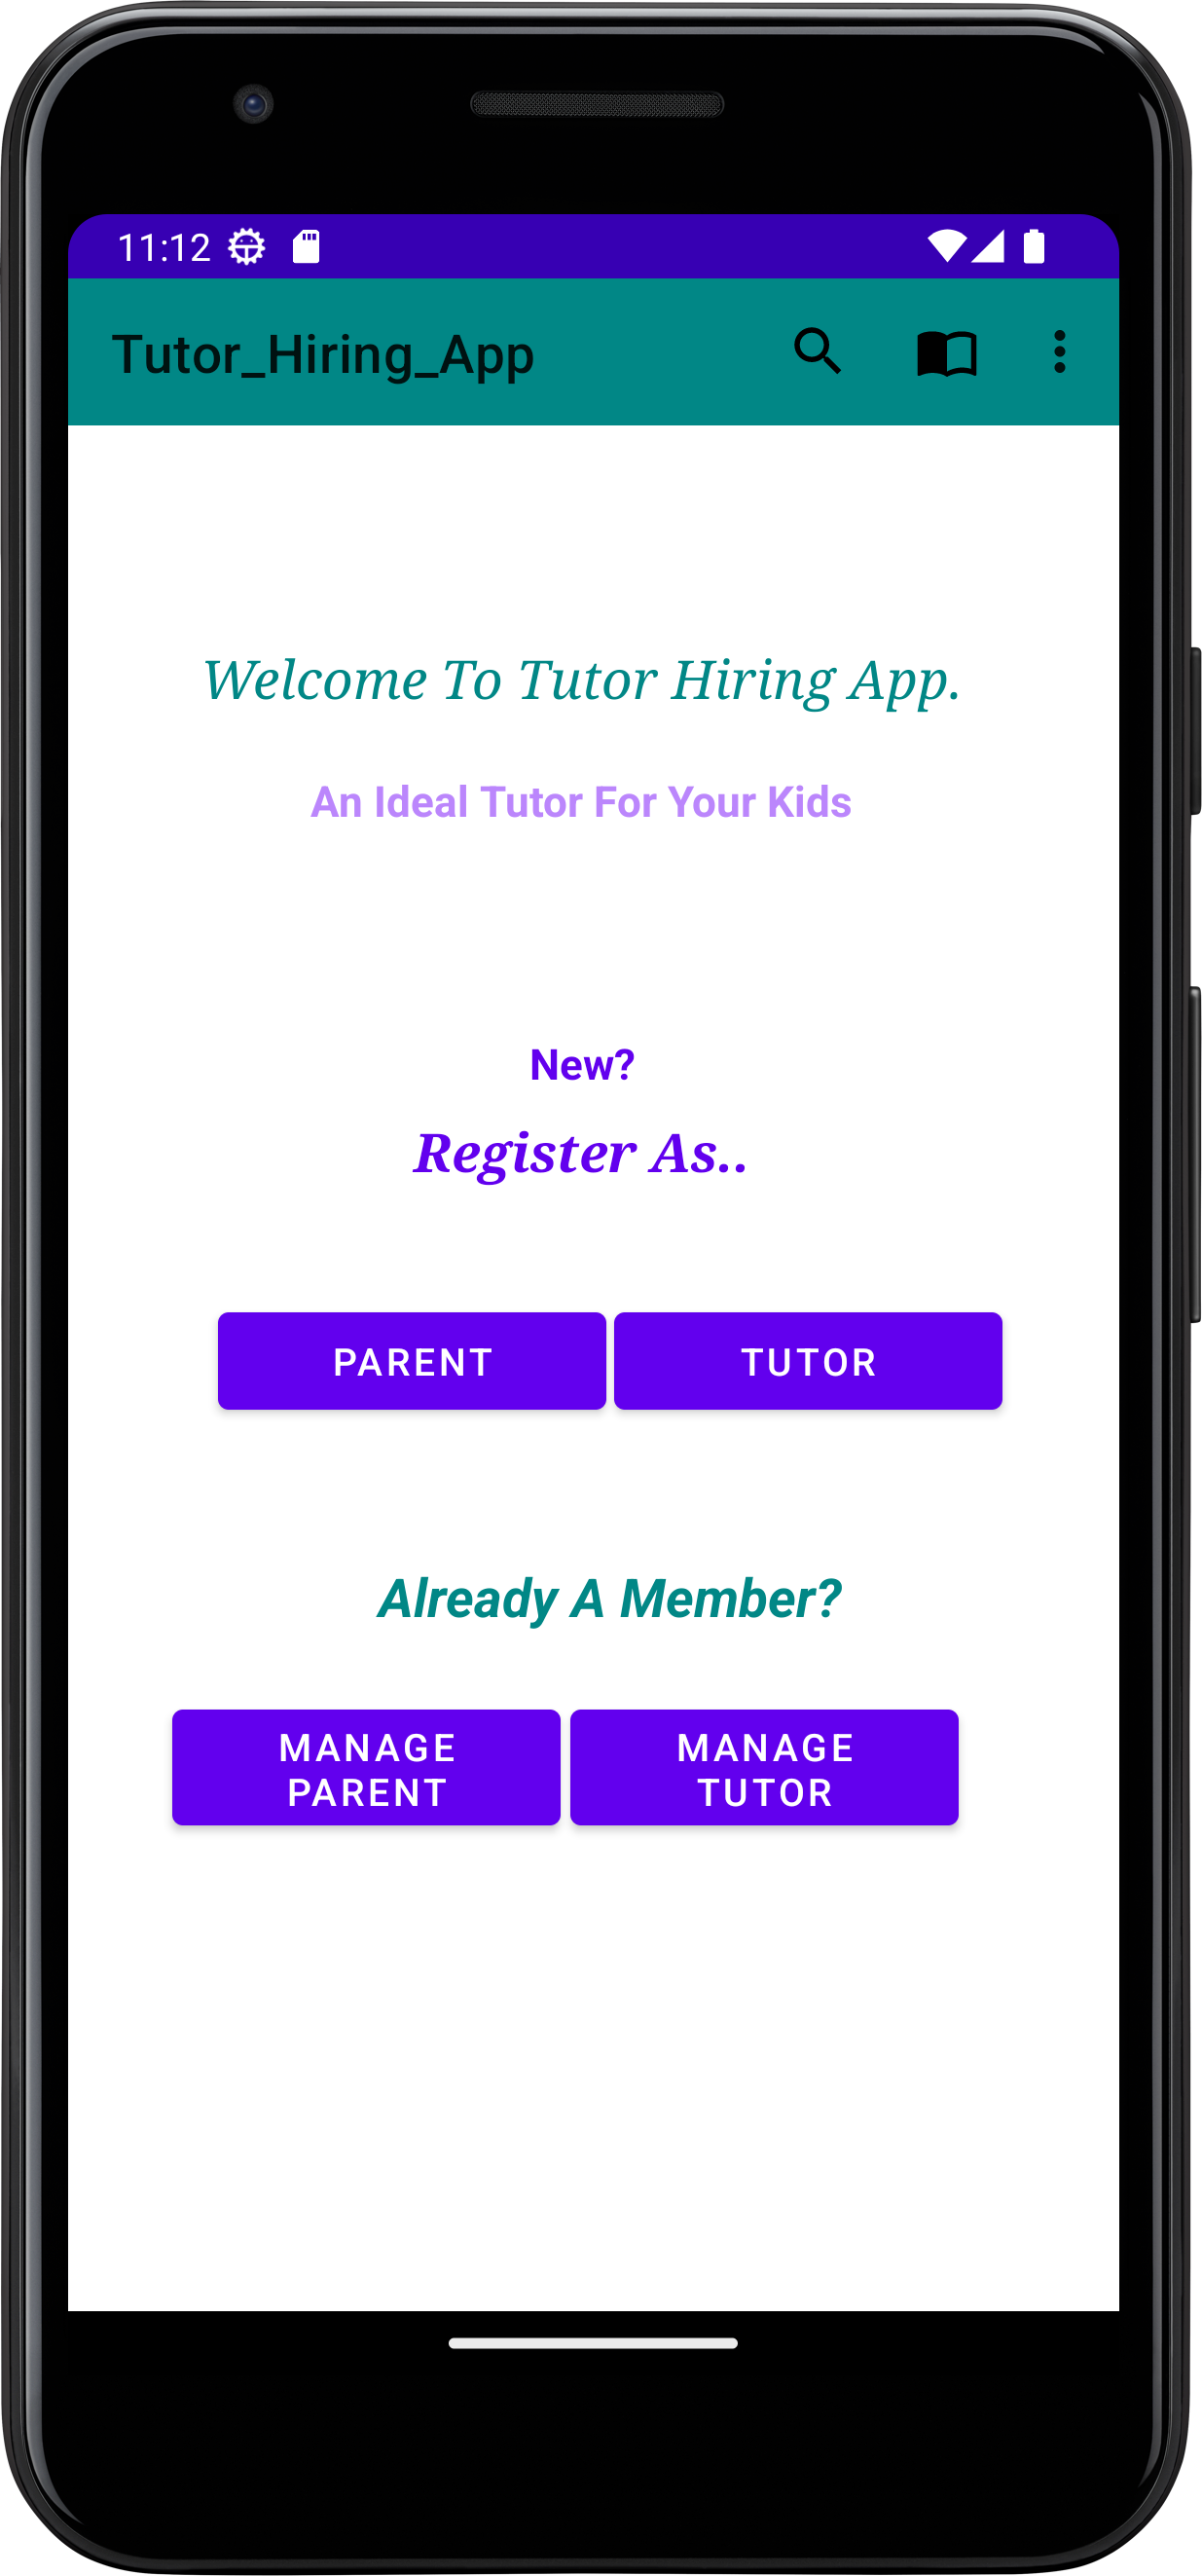 11:12
Tutor_Hiring_App
Welcome To Tutor Hiring App.
An Ideal Tutor For Your Kids
New?
Register As..
PARENT
TUTOR
Already A Member?
MANAGE
PARENT
MANAGE
TUTOR